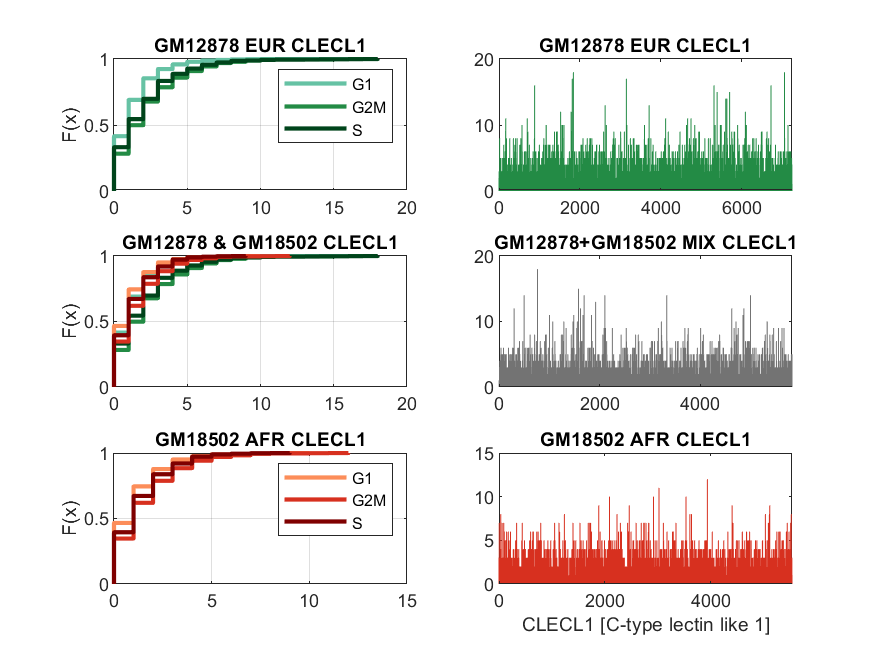 GM12878 EUR CLECL1
1
0.5
0
F(x)
G1
G2M
S
0 5 10 15 20
GM12878 EUR CLECL1
20
10
0
0 2000 4000 6000
GM12878 & GM18502 CLECL1
1
0.5
0
F(x)
0 5 10 15 20
GM12878+GM18502 MIX CLECL1
20
10
0
0 2000 4000
GM18502 AFR CLECL1
1
0.5
0
F(x)
G1
G2M
S
0 5 10 15
GM18502 AFR CLECL1
15
10
5
0
0 2000 4000
CLECL1 [C-type lectin like 1]